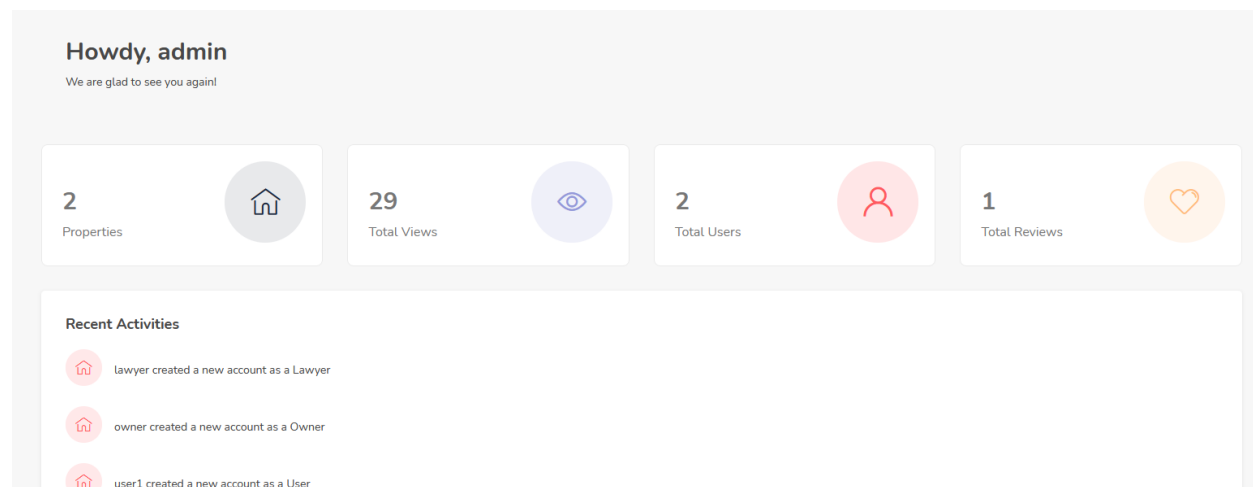 Howdy, admin
We are glad to see you again!
2
Properties
29
Total Views
2
Total Users
1
Total Reviews
Recent Activities
lawyer created a new account as a Lawyer
owner created a new account as a Owner
user1 created a new account as a User